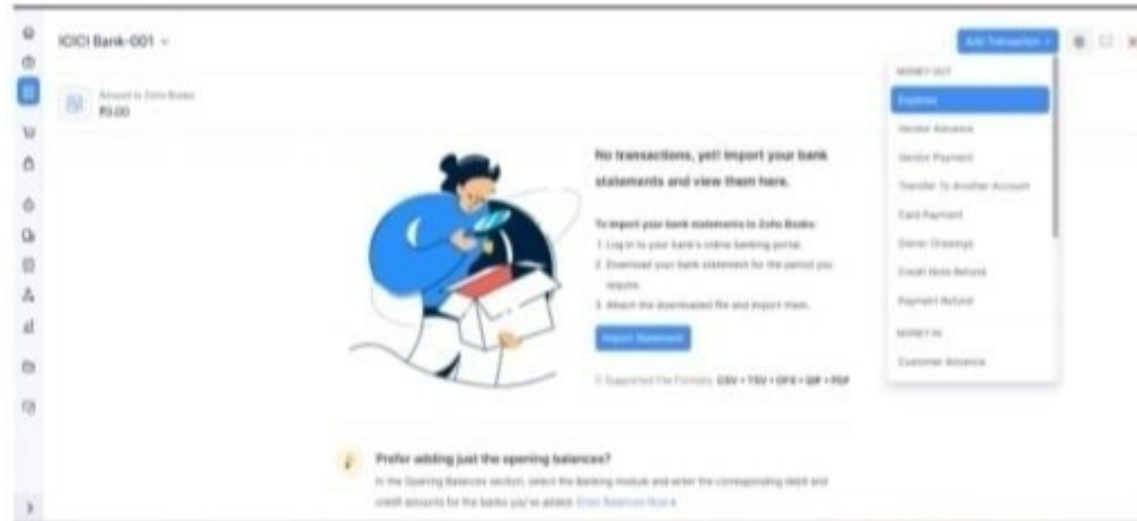 ICICI Bank-001
Add Transaction
Amount in Zoho Books
₹0.00
MONEY OUT
Expense
Vendor Advance
Vendor Payment
Transfer To Another Account
Card Payment
Owner Drawings
Credit Note Refund
Payment Refund
MONEY IN
Customer Advance
No transactions, yet! Import your bank
statements and view them here.
To import your bank statements to Zoho Books:
1. Log in to your bank's online banking portal.
2. Download your bank statement for the period you
require.
3. Attach the downloaded file and import them.
Import Statement
Supported File Formats: CSV • TSV • OFX • QIF • PDF
Prefer adding just the opening balances?
In the Opening Balances section, select the Banking module and enter the corresponding debit and
credit amounts for the banks you've added. Enter Balances Now